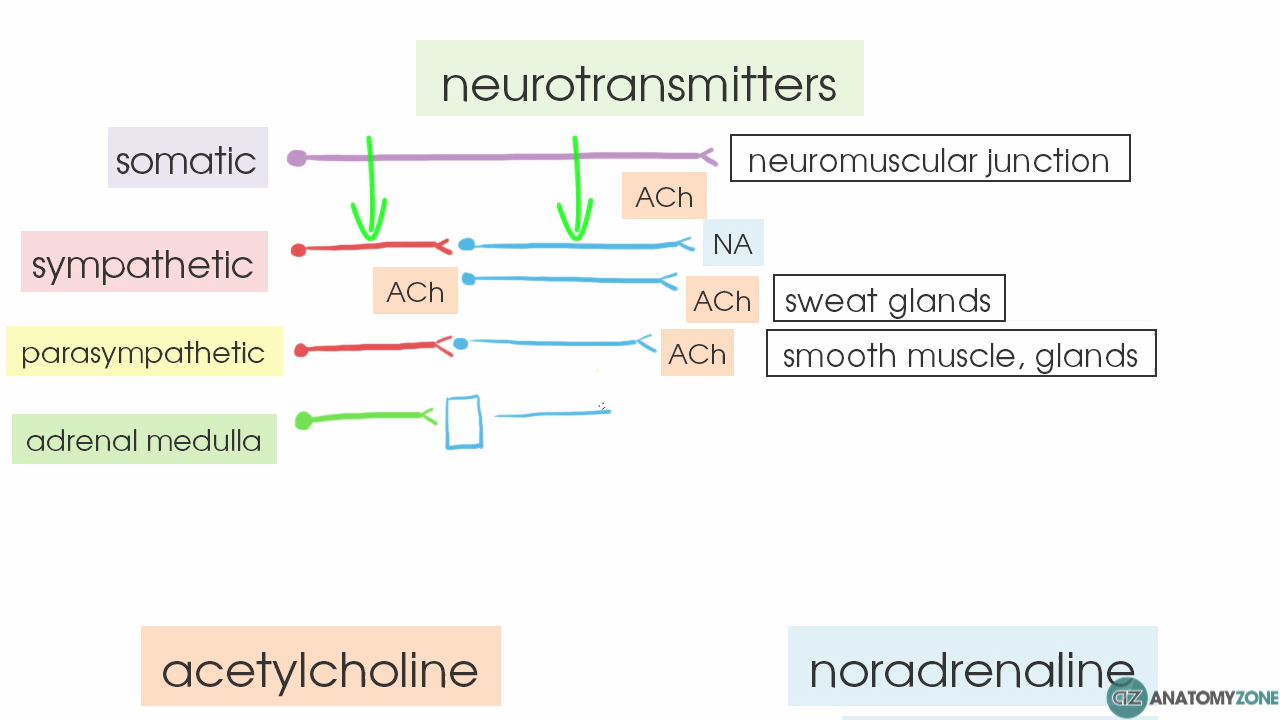 neurotransmitters
somatic
neuromuscular junction
ACh
sympathetic
NA
ACh
ACh
sweat glands
parasympathetic
ACh
smooth muscle, glands
adrenal medulla
acetylcholine
noradrenaline
AZ ANATOMYZONE